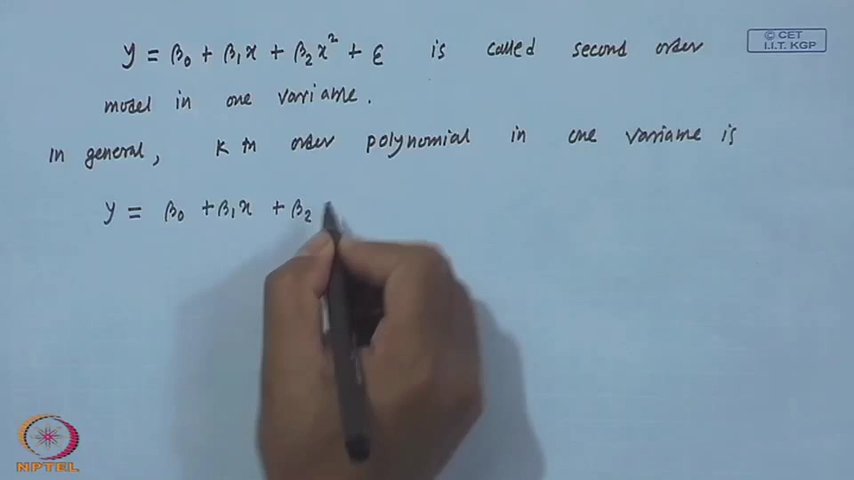 y = β₀ + β₁x + β₂x² + ε is called second order
© CET
I.I.T. KGP
model in one variable.
In general, K th order polynomial in one variable is
y = β₀ + β₁x + β₂
NPTEL